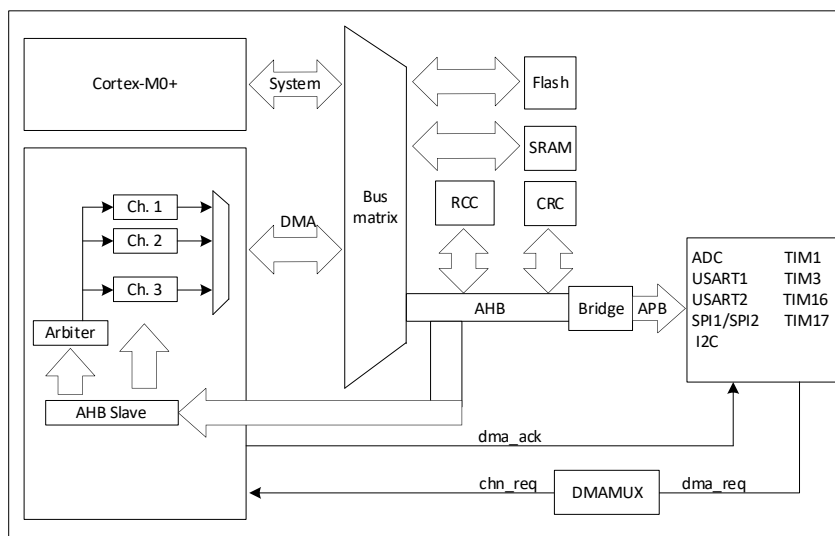 Cortex-M0+
System
Flash
SRAM
RCC
CRC
Bus
matrix
DMA
Ch. 1
Ch. 2
Ch. 3
Arbiter
AHB Slave
AHB
Bridge
APB
ADC TIM1
USART1 TIM3
USART2 TIM16
SPI1/SPI2 TIM17
I2C
dma_ack
chn_req
DMAMUX
dma_req